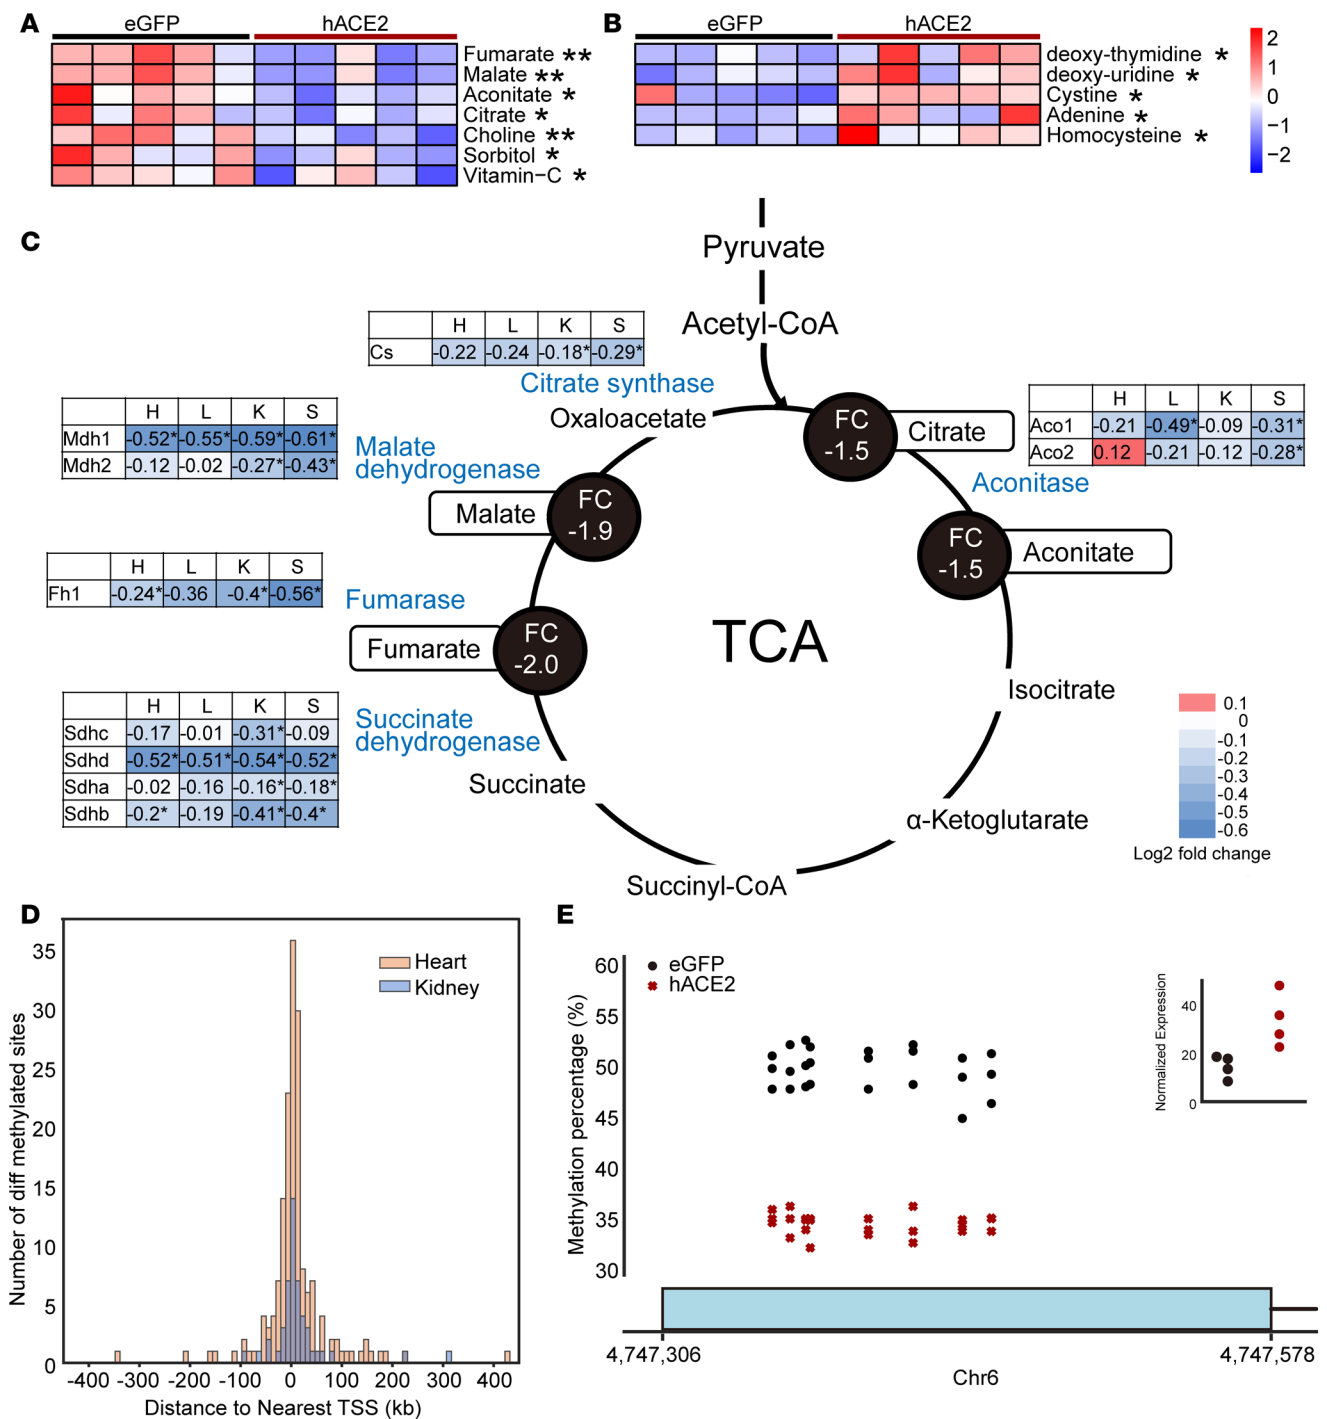 A
eGFP
hACE2
Fumarate **
Malate **
Aconitate *
Citrate *
Choline **
Sorbitol *
Vitamin−C *
B
eGFP
hACE2
deoxy-thymidine *
deoxy-uridine *
Cystine *
Adenine *
Homocysteine *
2
1
0
−1
−2
C
Pyruvate
Acetyl-CoA
H L K S
Cs -0.22 -0.24 -0.18* -0.29*
Citrate synthase
Oxaloacetate
FC
-1.5
Citrate
H L K S
Aco1 -0.21 -0.49* -0.09 -0.31*
Aco2 0.12 -0.21 -0.12 -0.28*
Aconitase
H L K S
Mdh1 -0.52* -0.55* -0.59* -0.61*
Mdh2 -0.12 -0.02 -0.27* -0.43*
Malate
dehydrogenase
Malate
FC
-1.9
FC
-1.5
Aconitate
H L K S
Fh1 -0.24* -0.36 -0.4* -0.56*
Fumarase
Fumarate
FC
-2.0
TCA
Isocitrate
H L K S
Sdhc -0.17 -0.01 -0.31* -0.09
Sdhd -0.52* -0.51* -0.54* -0.52*
Sdha -0.02 -0.16 -0.16* -0.18*
Sdhb -0.2* -0.19 -0.41* -0.4*
Succinate
dehydrogenase
Succinate
α-Ketoglutarate
Succinyl-CoA
0.1
0
-0.1
-0.2
-0.3
-0.4
-0.5
-0.6
Log2 fold change
D
Number of diff methylated sites
35
30
25
20
15
10
5
0
Heart
Kidney
-400 -300 -200 -100 0 100 200 300 400
Distance to Nearest TSS (kb)
E
Methylation percentage (%)
60
55
50
45
40
35
30
eGFP
hACE2
Normalized Expression
40
20
0
4,747,306
4,747,578
Chr6